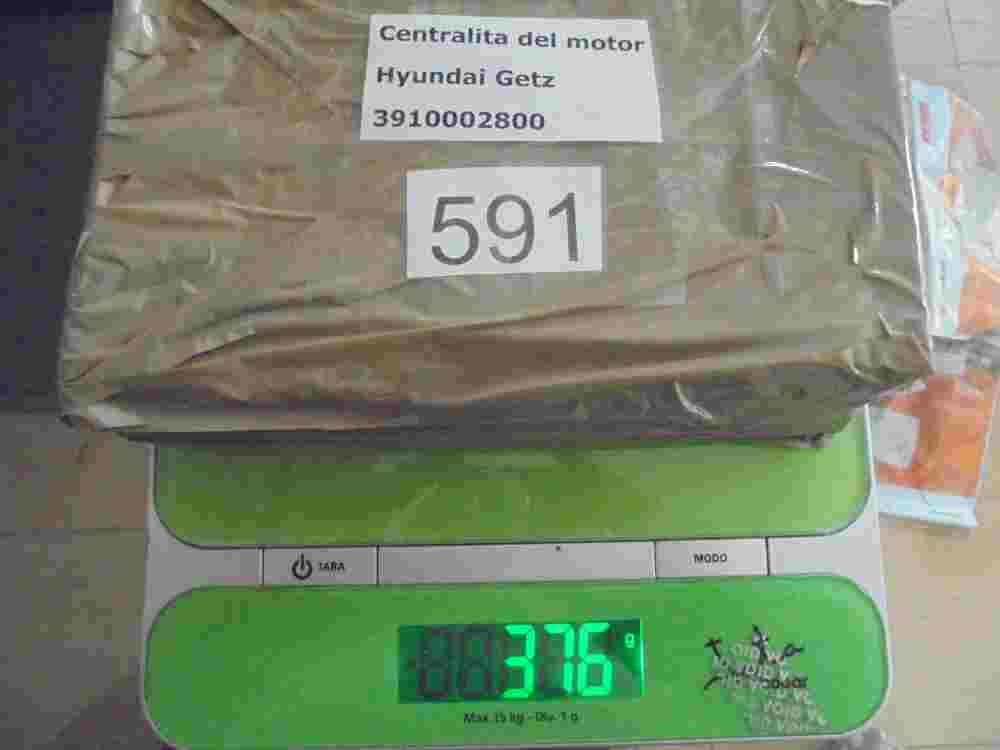 Centralita del motor
Hyundai Getz
3910002800
591
TARA
MODO
376 g
Max 15 kg - Div. 1 g